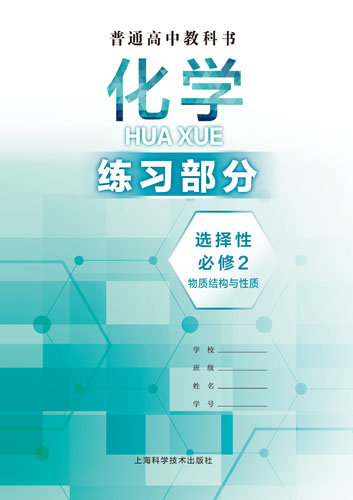 普通高中教科书
化学
HUA XUE
练习部分
选择性
必修2
物质结构与性质
学校
班级
姓名
学号
上海科学技术出版社